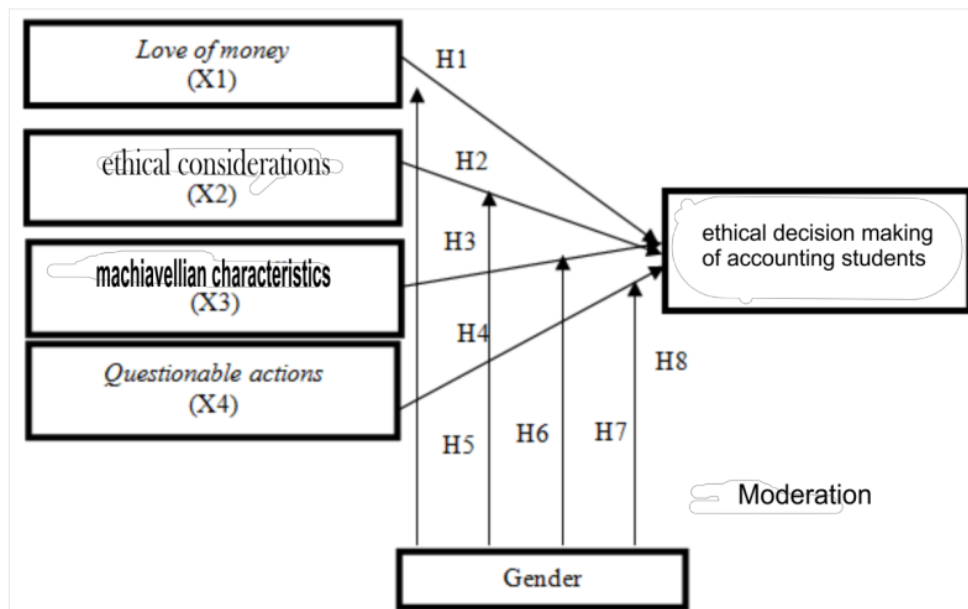 Love of money
(X1)
H1
ethical considerations
(X2)
H2
machiavellian characteristics
(X3)
H3
Questionable actions
(X4)
H4
ethical decision making
of accounting students
H5
H6
H7
H8
Moderation
Gender